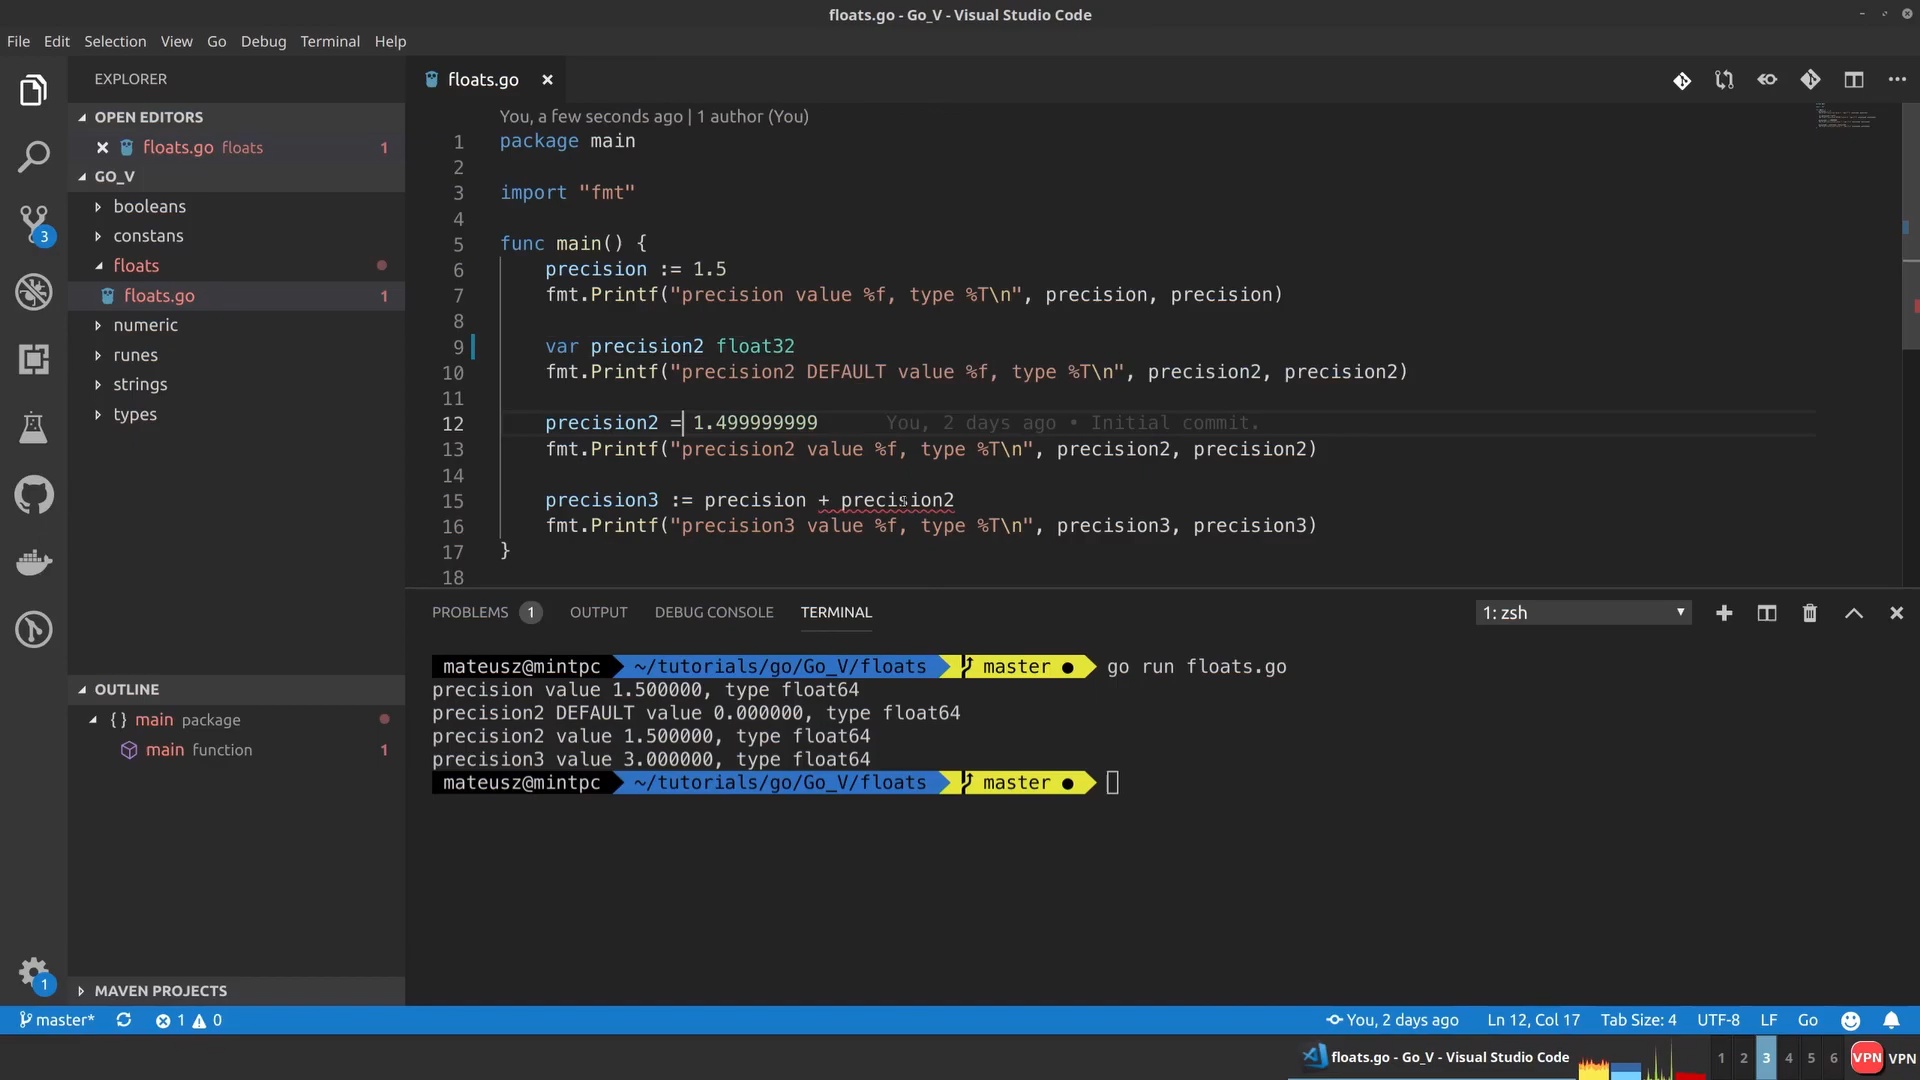 floats.go - Go_V - Visual Studio Code
File Edit Selection View Go Debug Terminal Help
EXPLORER
OPEN EDITORS
floats.go floats 1
GO_V
booleans
constans
floats
floats.go 1
numeric
runes
strings
types
OUTLINE
{} main package
main function 1
MAVEN PROJECTS
3
1
floats.go
You, a few seconds ago | 1 author (You)
1 package main
2
3 import "fmt"
4
5 func main() {
6 precision := 1.5
7 fmt.Printf("precision value %f, type %T\n", precision, precision)
8
9 var precision2 float32
10 fmt.Printf("precision2 DEFAULT value %f, type %T\n", precision2, precision2)
11
12 precision2 = 1.499999999 You, 2 days ago • Initial commit.
13 fmt.Printf("precision2 value %f, type %T\n", precision2, precision2)
14
15 precision3 := precision + precision2
16 fmt.Printf("precision3 value %f, type %T\n", precision3, precision3)
17 }
18
PROBLEMS 1 OUTPUT DEBUG CONSOLE TERMINAL 1: zsh
mateusz@mintpc ~/tutorials/go/Go_V/floats master ● go run floats.go
precision value 1.500000, type float64
precision2 DEFAULT value 0.000000, type float64
precision2 value 1.500000, type float64
precision3 value 3.000000, type float64
mateusz@mintpc ~/tutorials/go/Go_V/floats master ●
master* 1 0 You, 2 days ago Ln 12, Col 17 Tab Size: 4 UTF-8 LF Go
floats.go - Go_V - Visual Studio Code 1 2 3 4 5 6 VPN VPN